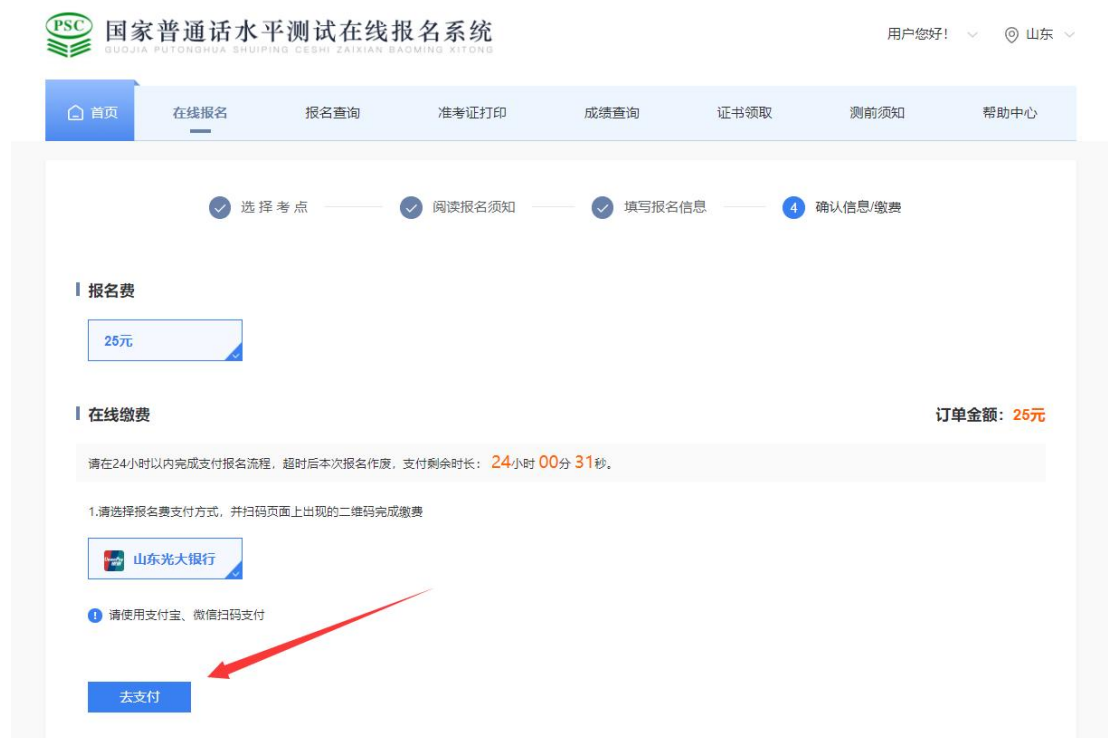 PSC
国家普通话水平测试在线报名系统
GUOJIA PUTONGHUA SHUIPING CESHI ZAIXIAN BAOMING XITONG
用户您好！ 山东
首页 在线报名 报名查询 准考证打印 成绩查询 证书领取 测前须知 帮助中心
选择考点 阅读报名须知 填写报名信息 4 确认信息/缴费
报名费
25元
在线缴费 订单金额：25元
请在24小时以内完成支付报名流程，超时后本次报名作废，支付剩余时长： 24小时 00分 31秒。
1.请选择报名费支付方式，并扫码页面上出现的二维码完成缴费
山东光大银行
请使用支付宝、微信扫码支付
去支付